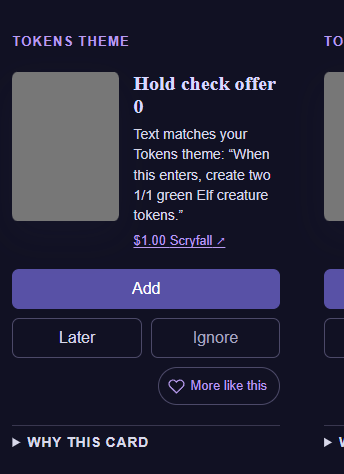 TOKENS THEME
Hold check offer
0
Text matches your
Tokens theme: “When
this enters, create two
1/1 green Elf creature
tokens.”
$1.00 Scryfall ↗
Add
Later
Ignore
More like this
▶ WHY THIS CARD
TO